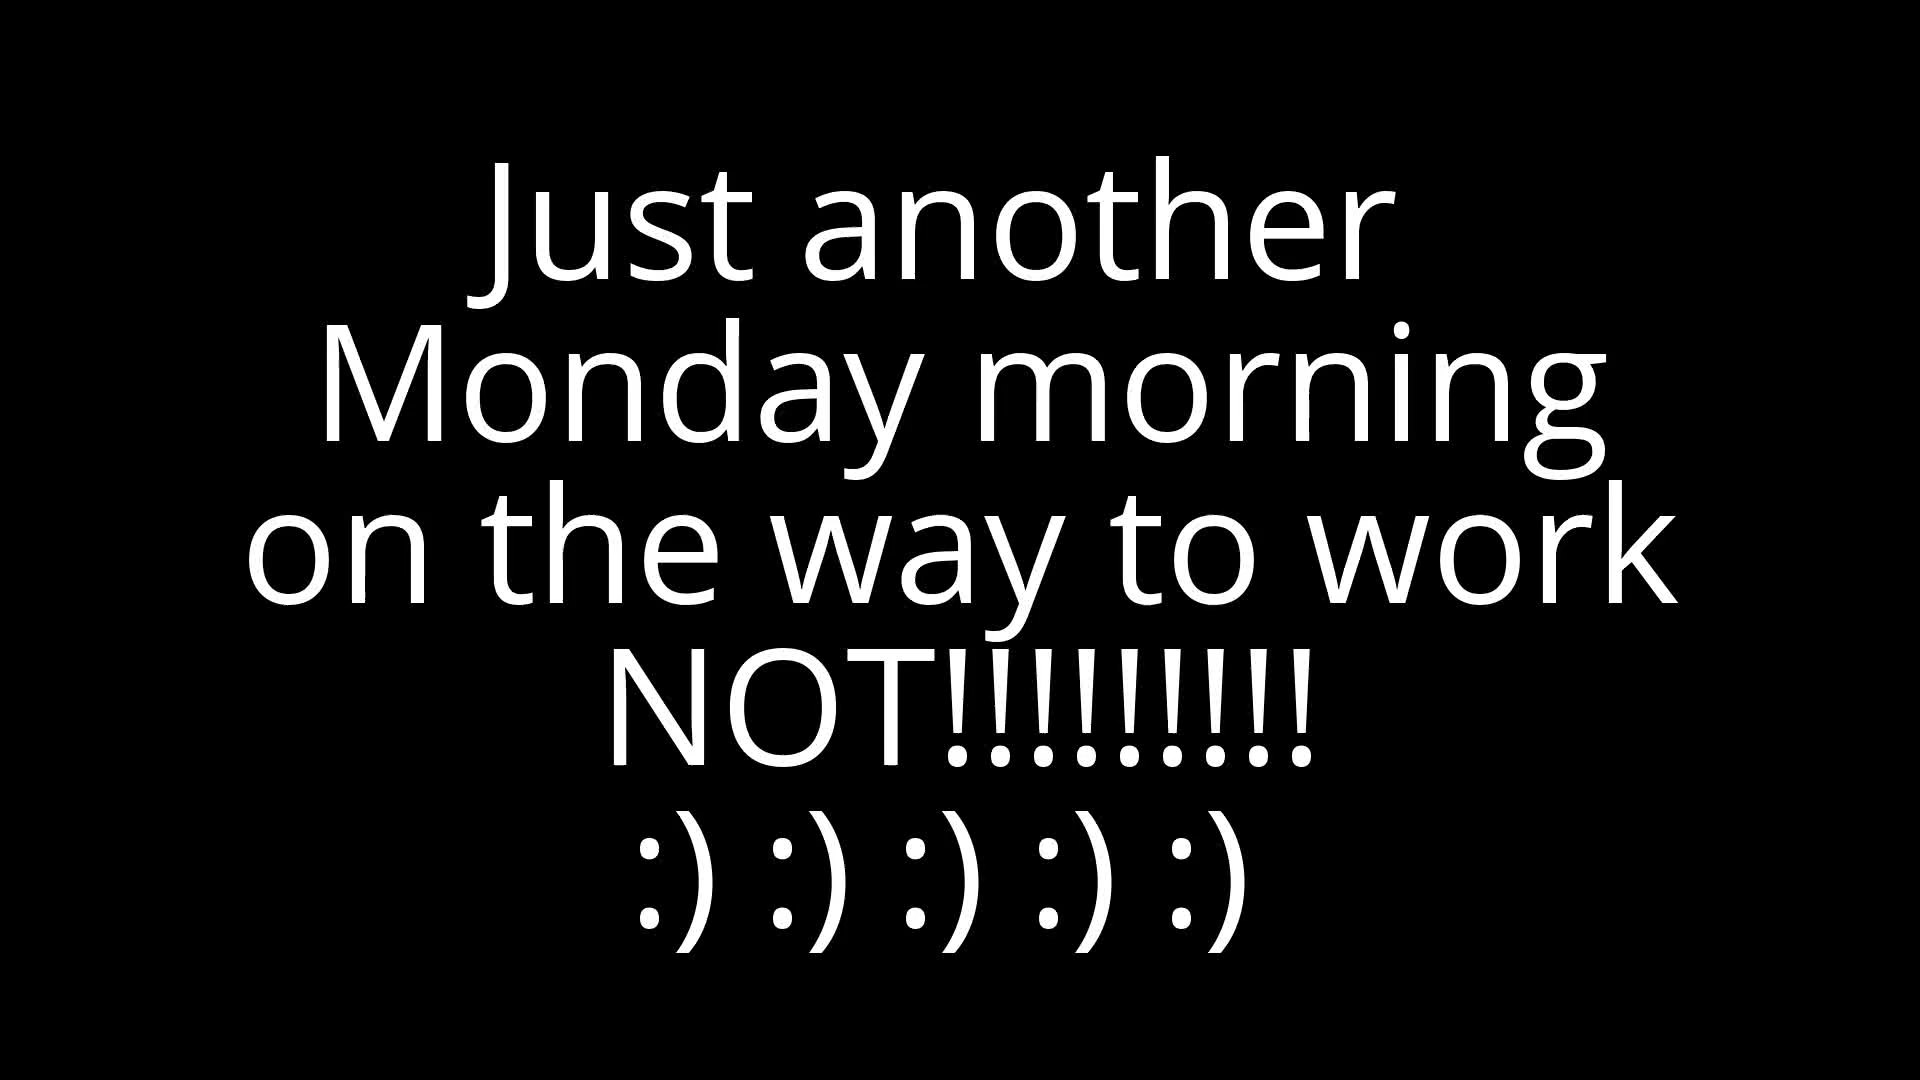 Just another
Monday morning
on the way to work
NOT!!!!!!!!!
:) :) :) :) :)